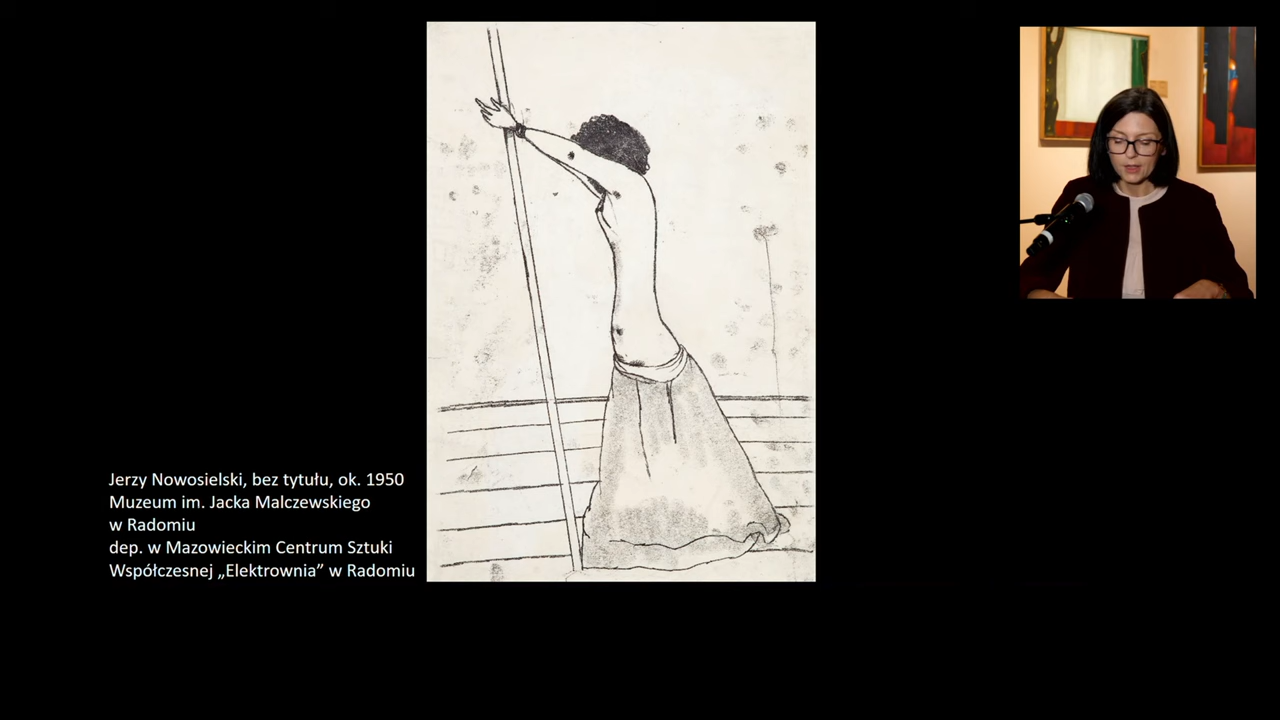 Jerzy Nowosielski, bez tytułu, ok. 1950
Muzeum im. Jacka Malczewskiego
w Radomiu
dep. w Mazowieckim Centrum Sztuki
Współczesnej „Elektrownia” w Radomiu